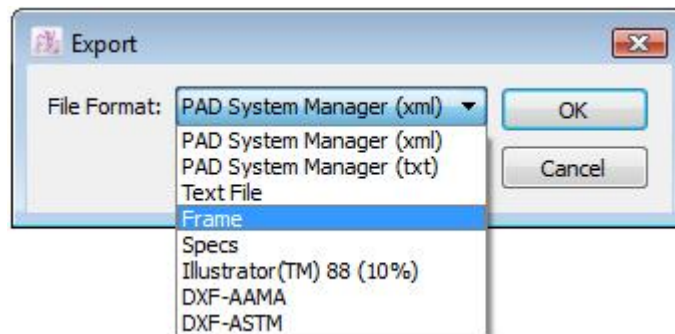 Export
File Format: PAD System Manager (xml) OK
PAD System Manager (xml)
PAD System Manager (txt) Cancel
Text File
Frame
Specs
Illustrator(TM) 88 (10%)
DXF-AAMA
DXF-ASTM